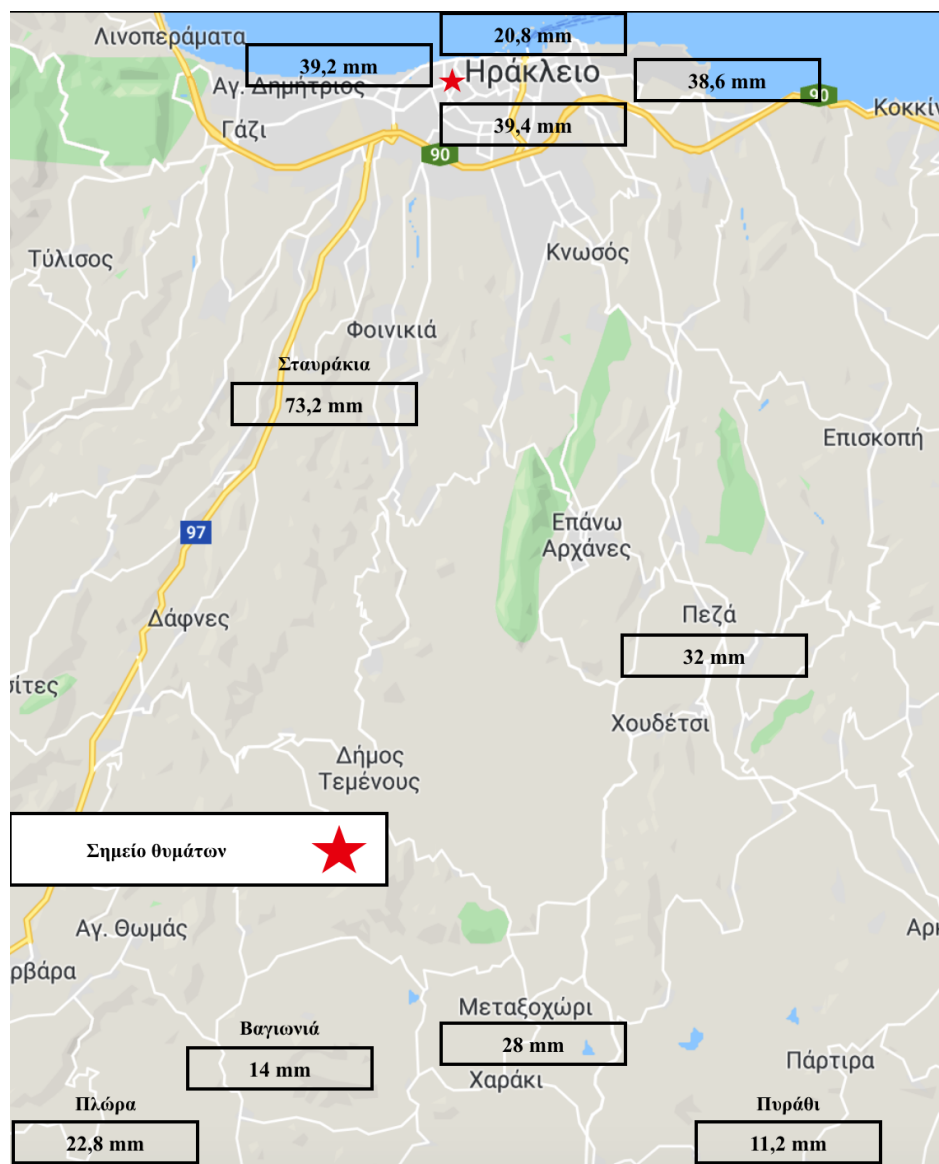 Λινοπεράματα
20,8 mm
39,2 mm
Ηράκλειο
38,6 mm
Αγ. Δημήτριος
90
Κοκκίν
Γάζι
39,4 mm
90
Τύλισος
Κνωσός
Φοινικιά
Σταυράκια
73,2 mm
Επισκοπή
97
Επάνω
Αρχάνες
Δάφνες
Πεζά
32 mm
σίτες
Χουδέτσι
Δήμος
Τεμένους
Σημείο θυμάτων
Αγ. Θωμάς
Αρκ
ρβάρα
Μεταξοχώρι
Βαγιωνιά
28 mm
14 mm
Πάρτιρα
Χαράκι
Πλώρα
Πυράθι
22,8 mm
11,2 mm